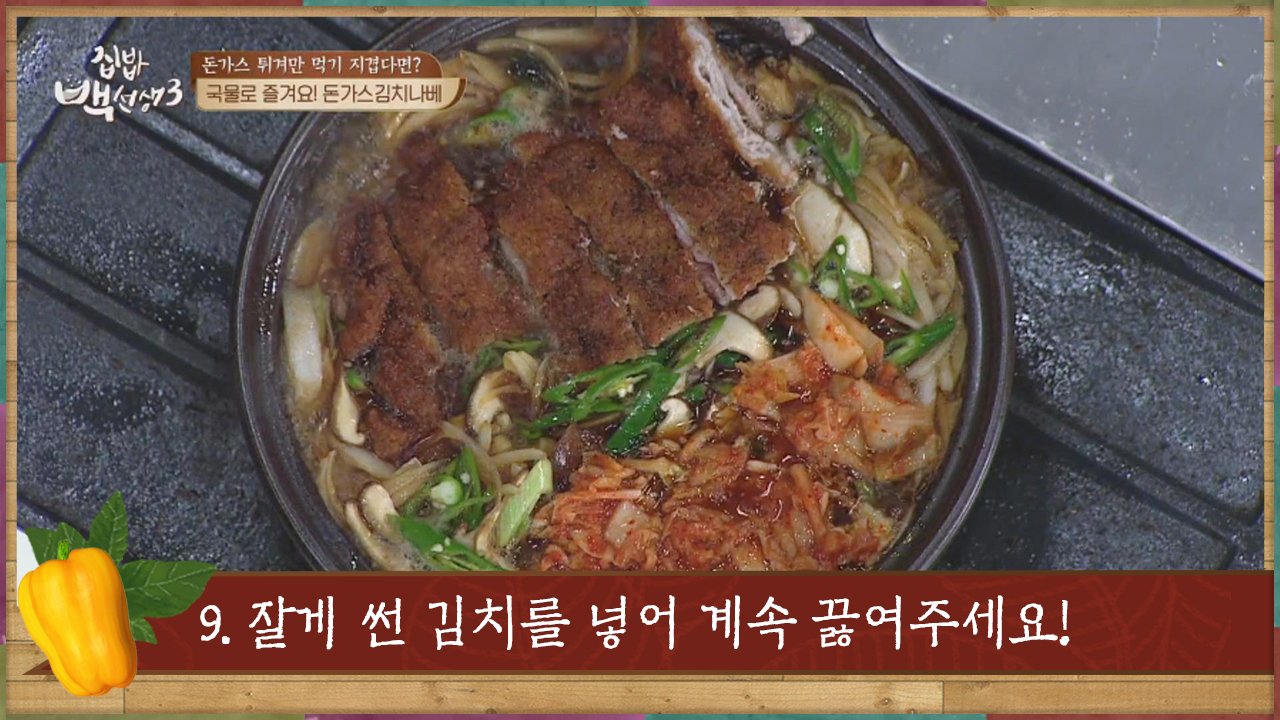 집밥
백선생3
돈가스 튀겨만 먹기 지겹다면?
국물로 즐겨요! 돈가스김치나베
9. 잘게 썬 김치를 넣어 계속 끓여주세요!